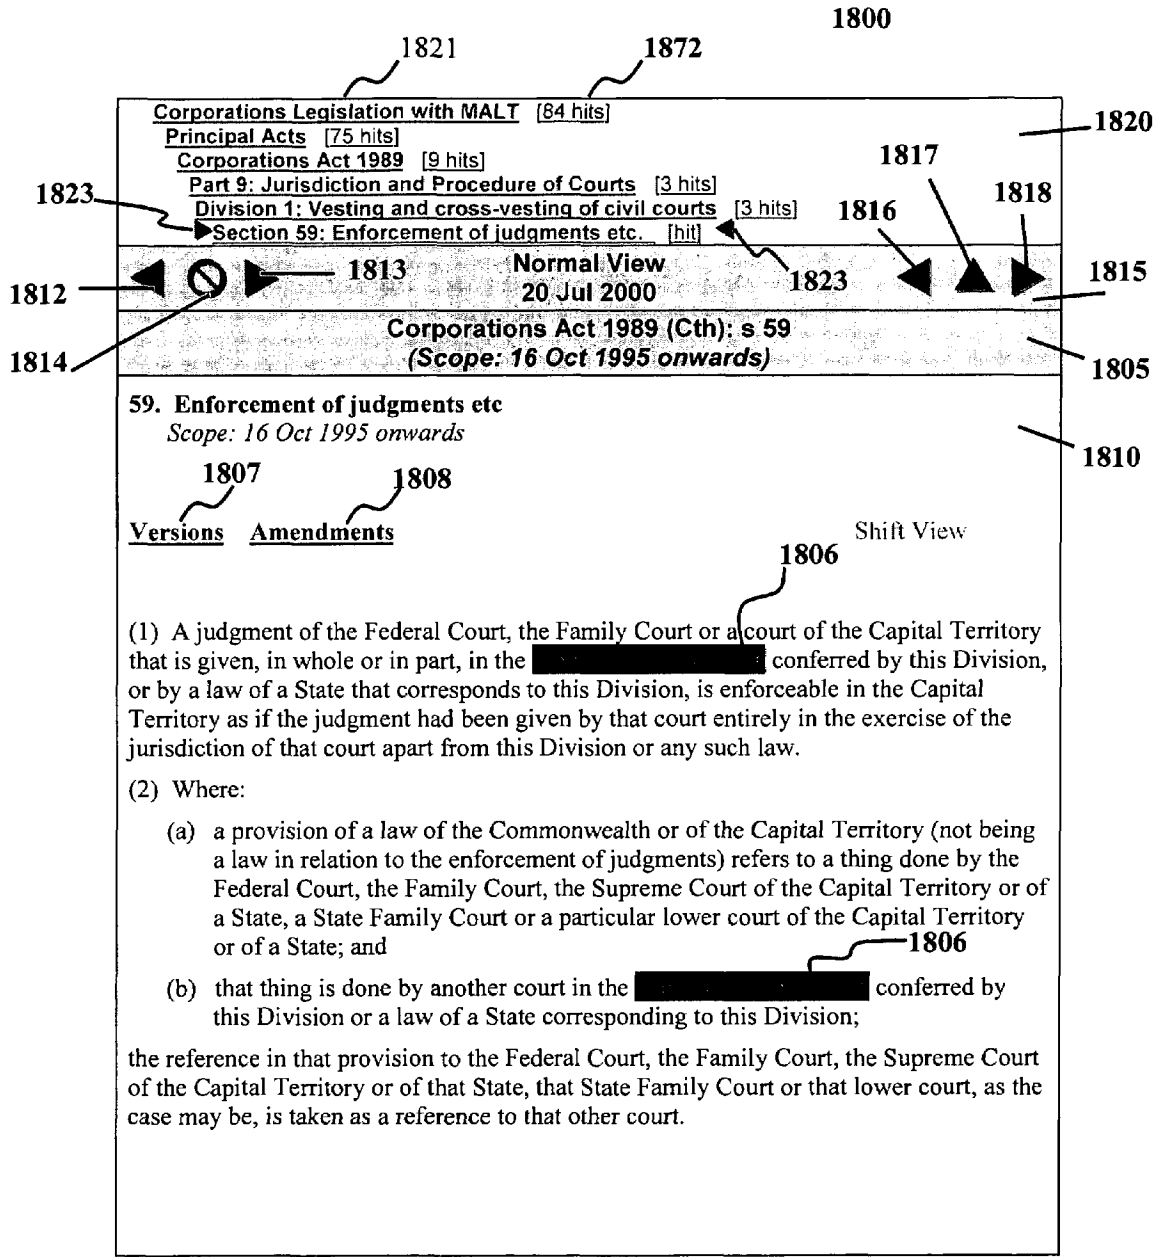 1800
1821
1872
Corporations Legislation with MALT [84 hits]
1820
Principal Acts [75 hits]
1817
Corporations Act 1989 [9 hits]
1823
Part 9: Jurisdiction and Procedure of Courts [3 hits]
1818
Division 1: Vesting and cross-vesting of civil courts [3 hits]
1816
Section 59: Enforcement of judgments etc. [hit]
1812
1813
Normal View
1823
1815
20 Jul 2000
1814
Corporations Act 1989 (Cth): s 59
(Scope: 16 Oct 1995 onwards)
1805
59. Enforcement of judgments etc
Scope: 16 Oct 1995 onwards
1810
1807
1808
Versions Amendments Shift View
1806
(1) A judgment of the Federal Court, the Family Court or a court of the Capital Territory
that is given, in whole or in part, in the conferred by this Division,
or by a law of a State that corresponds to this Division, is enforceable in the Capital
Territory as if the judgment had been given by that court entirely in the exercise of the
jurisdiction of that court apart from this Division or any such law.
(2) Where:
(a) a provision of a law of the Commonwealth or of the Capital Territory (not being
a law in relation to the enforcement of judgments) refers to a thing done by the
Federal Court, the Family Court, the Supreme Court of the Capital Territory or of
a State, a State Family Court or a particular lower court of the Capital Territory
or of a State; and
1806
(b) that thing is done by another court in the conferred by
this Division or a law of a State corresponding to this Division;
the reference in that provision to the Federal Court, the Family Court, the Supreme Court
of the Capital Territory or of that State, that State Family Court or that lower court, as the
case may be, is taken as a reference to that other court.